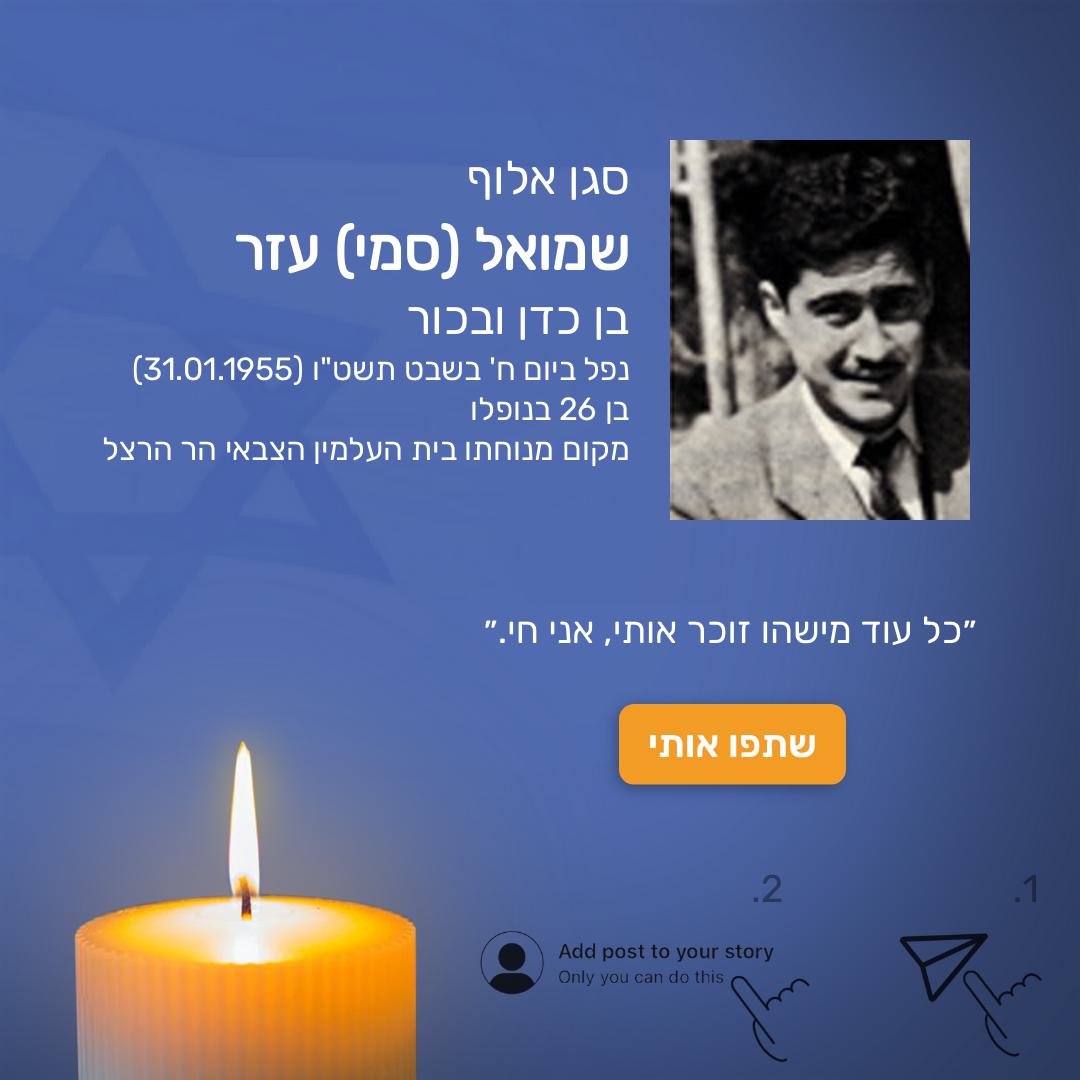 סגן אלוף
שמואל (סמי) עזר
בן כדן ובכור
נפל ביום ח' בשבט תשט"ו (31.01.1955)
בן 26 בנופלו
מקום מנוחתו בית העלמין הצבאי הר הרצל
״כל עוד מישהו זוכר אותי, אני חי.״
שתפו אותי
1.
2.
Add post to your story
Only you can do this